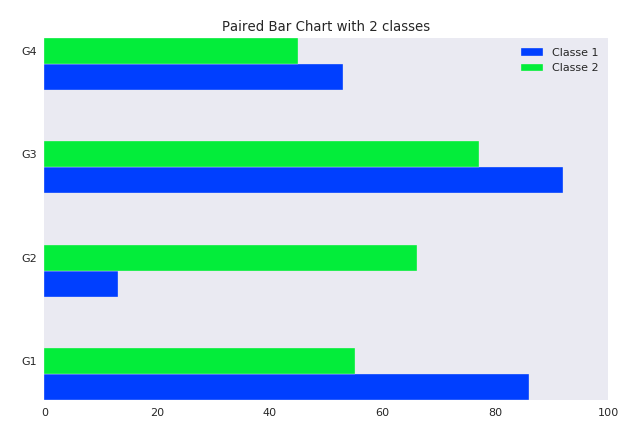 Paired Bar Chart with 2 classes
G4
G3
G2
G1
Classe 1
Classe 2
0 20 40 60 80 100